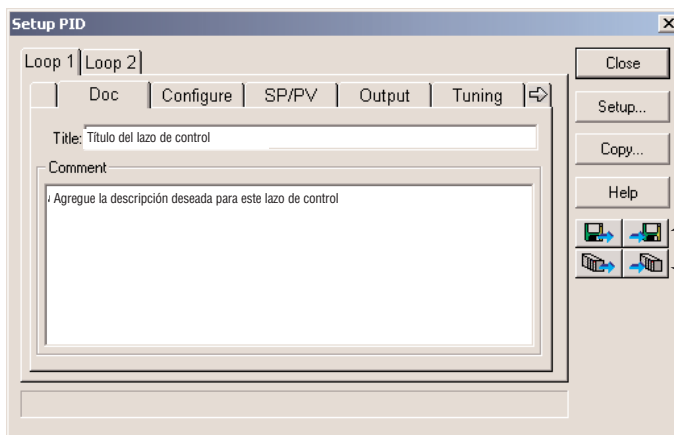 Setup PID
Loop 1 Loop 2
Doc Configure SP/PV Output Tuning
Title: Título del lazo de control
Comment
Agregue la descripción deseada para este lazo de control
Close
Setup...
Copy...
Help